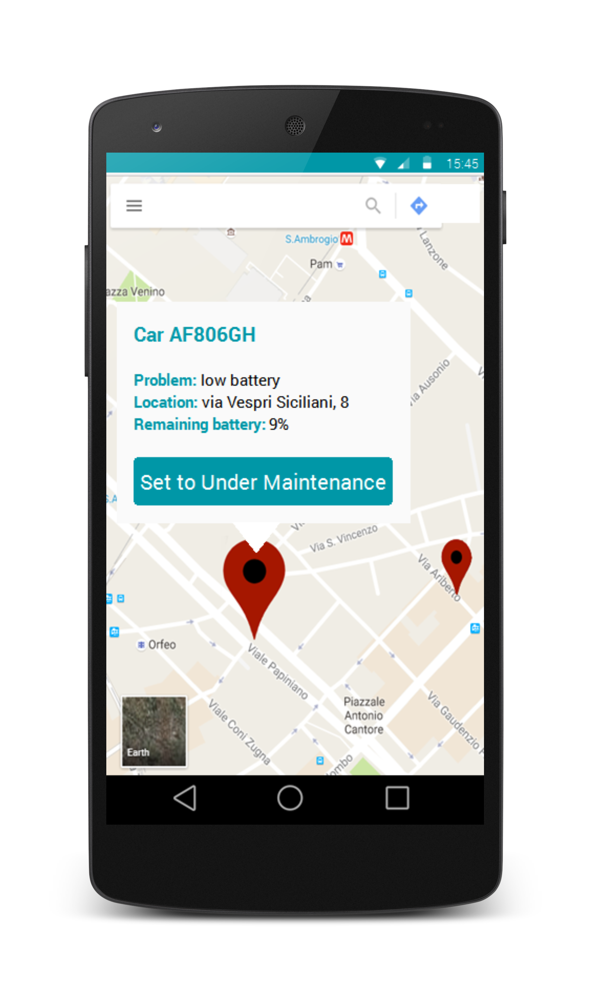 15:45
S.Ambrogio
M
Lanzone
Pam
azza Venino
Car AF806GH
Via Ausonio
Problem: low battery
Location: via Vespri Siciliani, 8
Remaining battery: 9%
Set to Under Maintenance
S.A
Via S. Vincenzo
Via Ariberto
Orfeo
Viale Papiniano
Piazzale
Antonio
Cantore
Via Gaudenzio F
Viale Coni Zugna
Earth
lombo